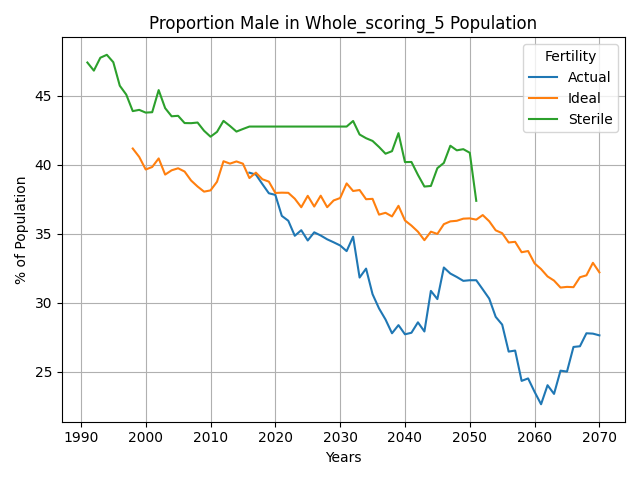 Proportion Male in Whole_scoring_5 Population
Fertility
Actual
Ideal
Sterile
% of Population
45
40
35
30
25
1990 2000 2010 2020 2030 2040 2050 2060 2070
Years